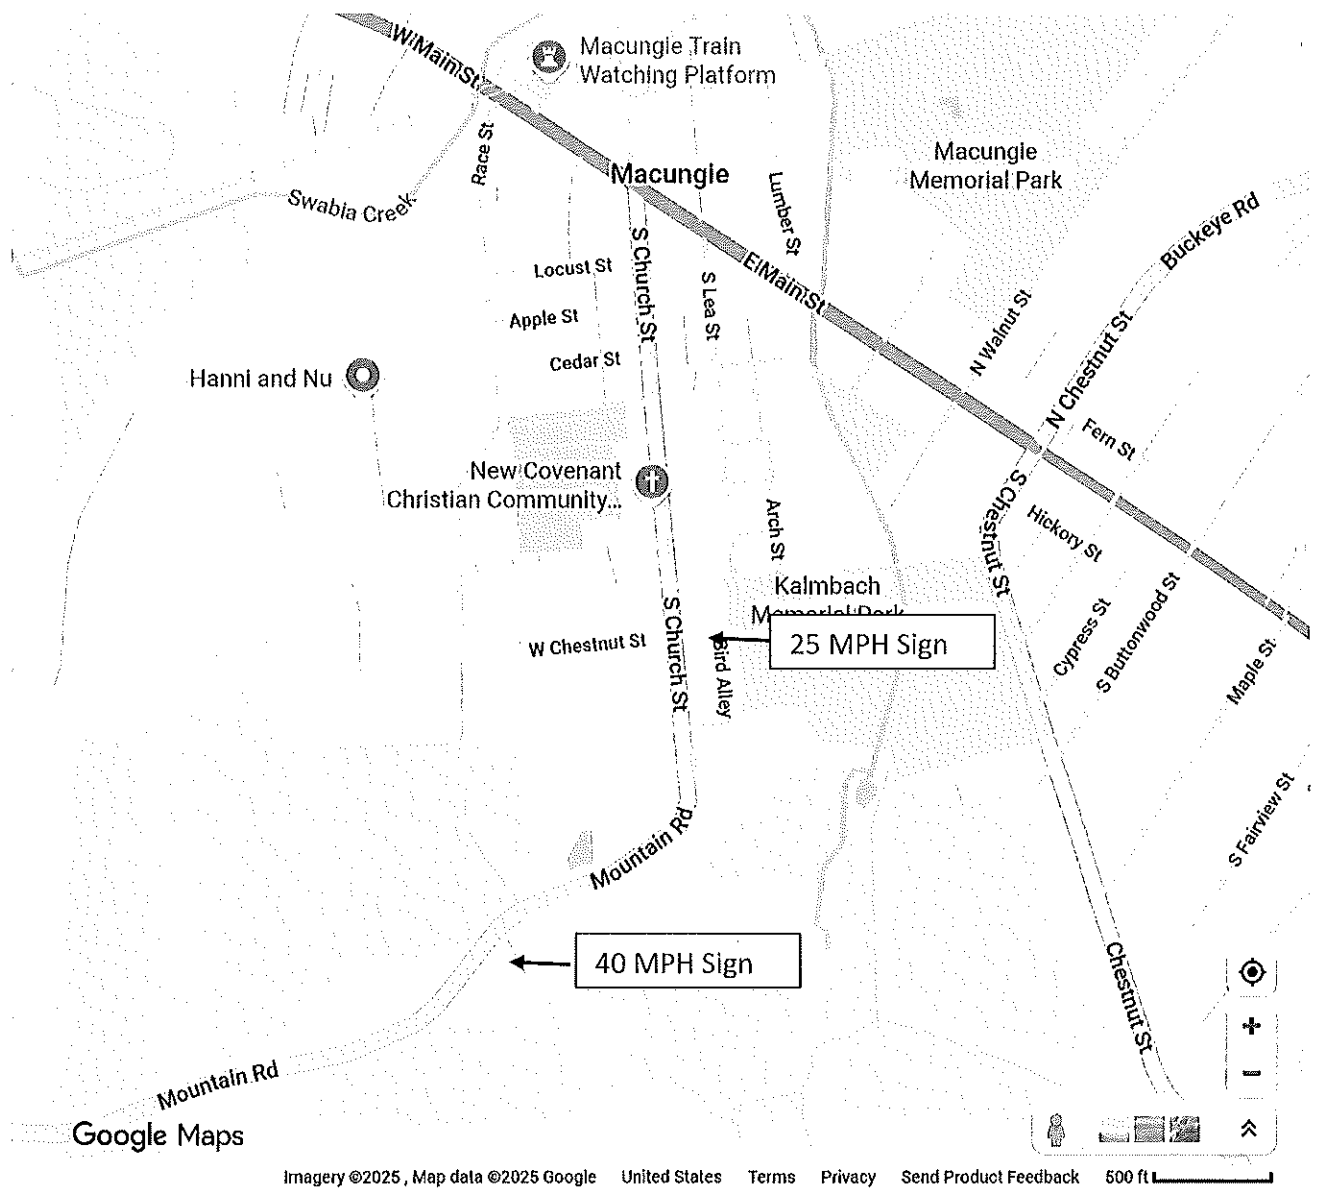 W Main St
Macungie Train
Watching Platform
Race St
Macungie
Macungie
Memorial Park
Lumber St
Swabia Creek
Buckeye Rd
S Church St
Locust St
E Main St
S Lea St
Apple St
N Walnut St
N Chestnut St
Cedar St
Hanni and Nu
Fern St
New Covenant
Christian Community...
S Chestnut St
Hickory St
Arch St
Kalmbach
Memorial Park
25 MPH Sign
S Church St
W Chestnut St
Bird Alley
Cypress St
S Buttonwood St
Maple St
Mountain Rd
S Fairview St
40 MPH Sign
Chestnut St
Mountain Rd
Google Maps
Imagery ©2025 , Map data ©2025 Google United States Terms Privacy Send Product Feedback 500 ft